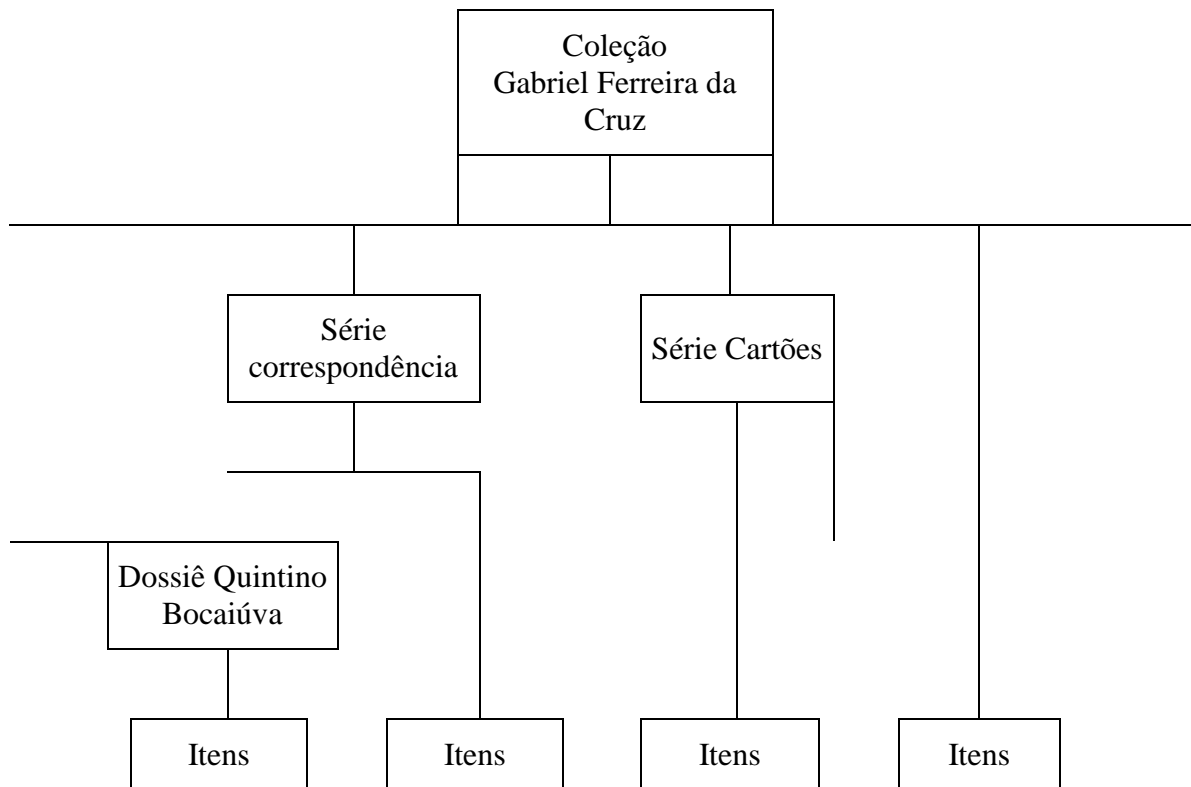 Coleção
Gabriel Ferreira da
Cruz
Série
correspondência
Série Cartões
Dossiê Quintino
Bocaiúva
Itens
Itens
Itens
Itens